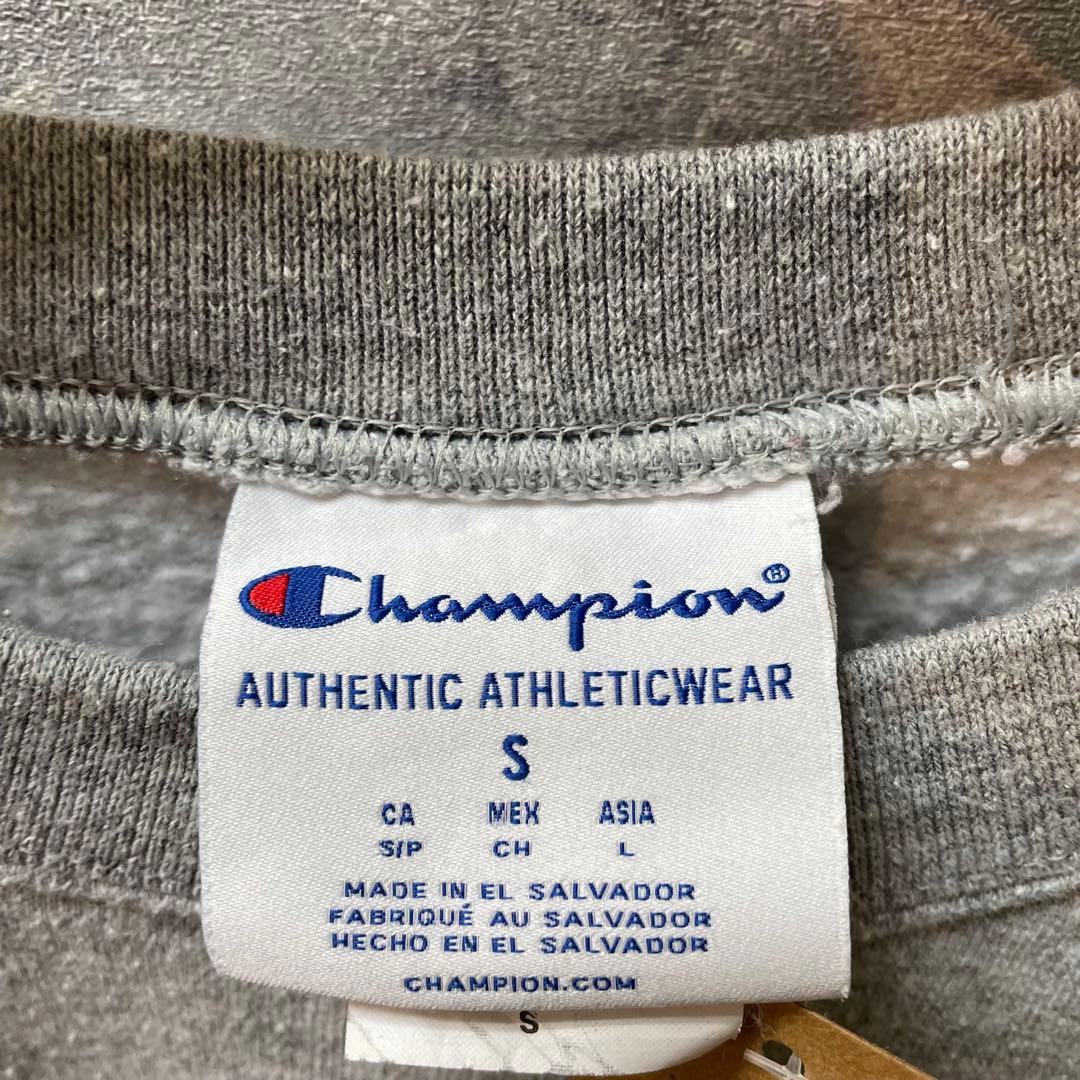 Champion®
AUTHENTIC ATHLETICWEAR
S
CA MEX ASIA
S/P CH L
MADE IN EL SALVADOR
FABRIQUÉ AU SALVADOR
HECHO EN EL SALVADOR
CHAMPION.COM
S